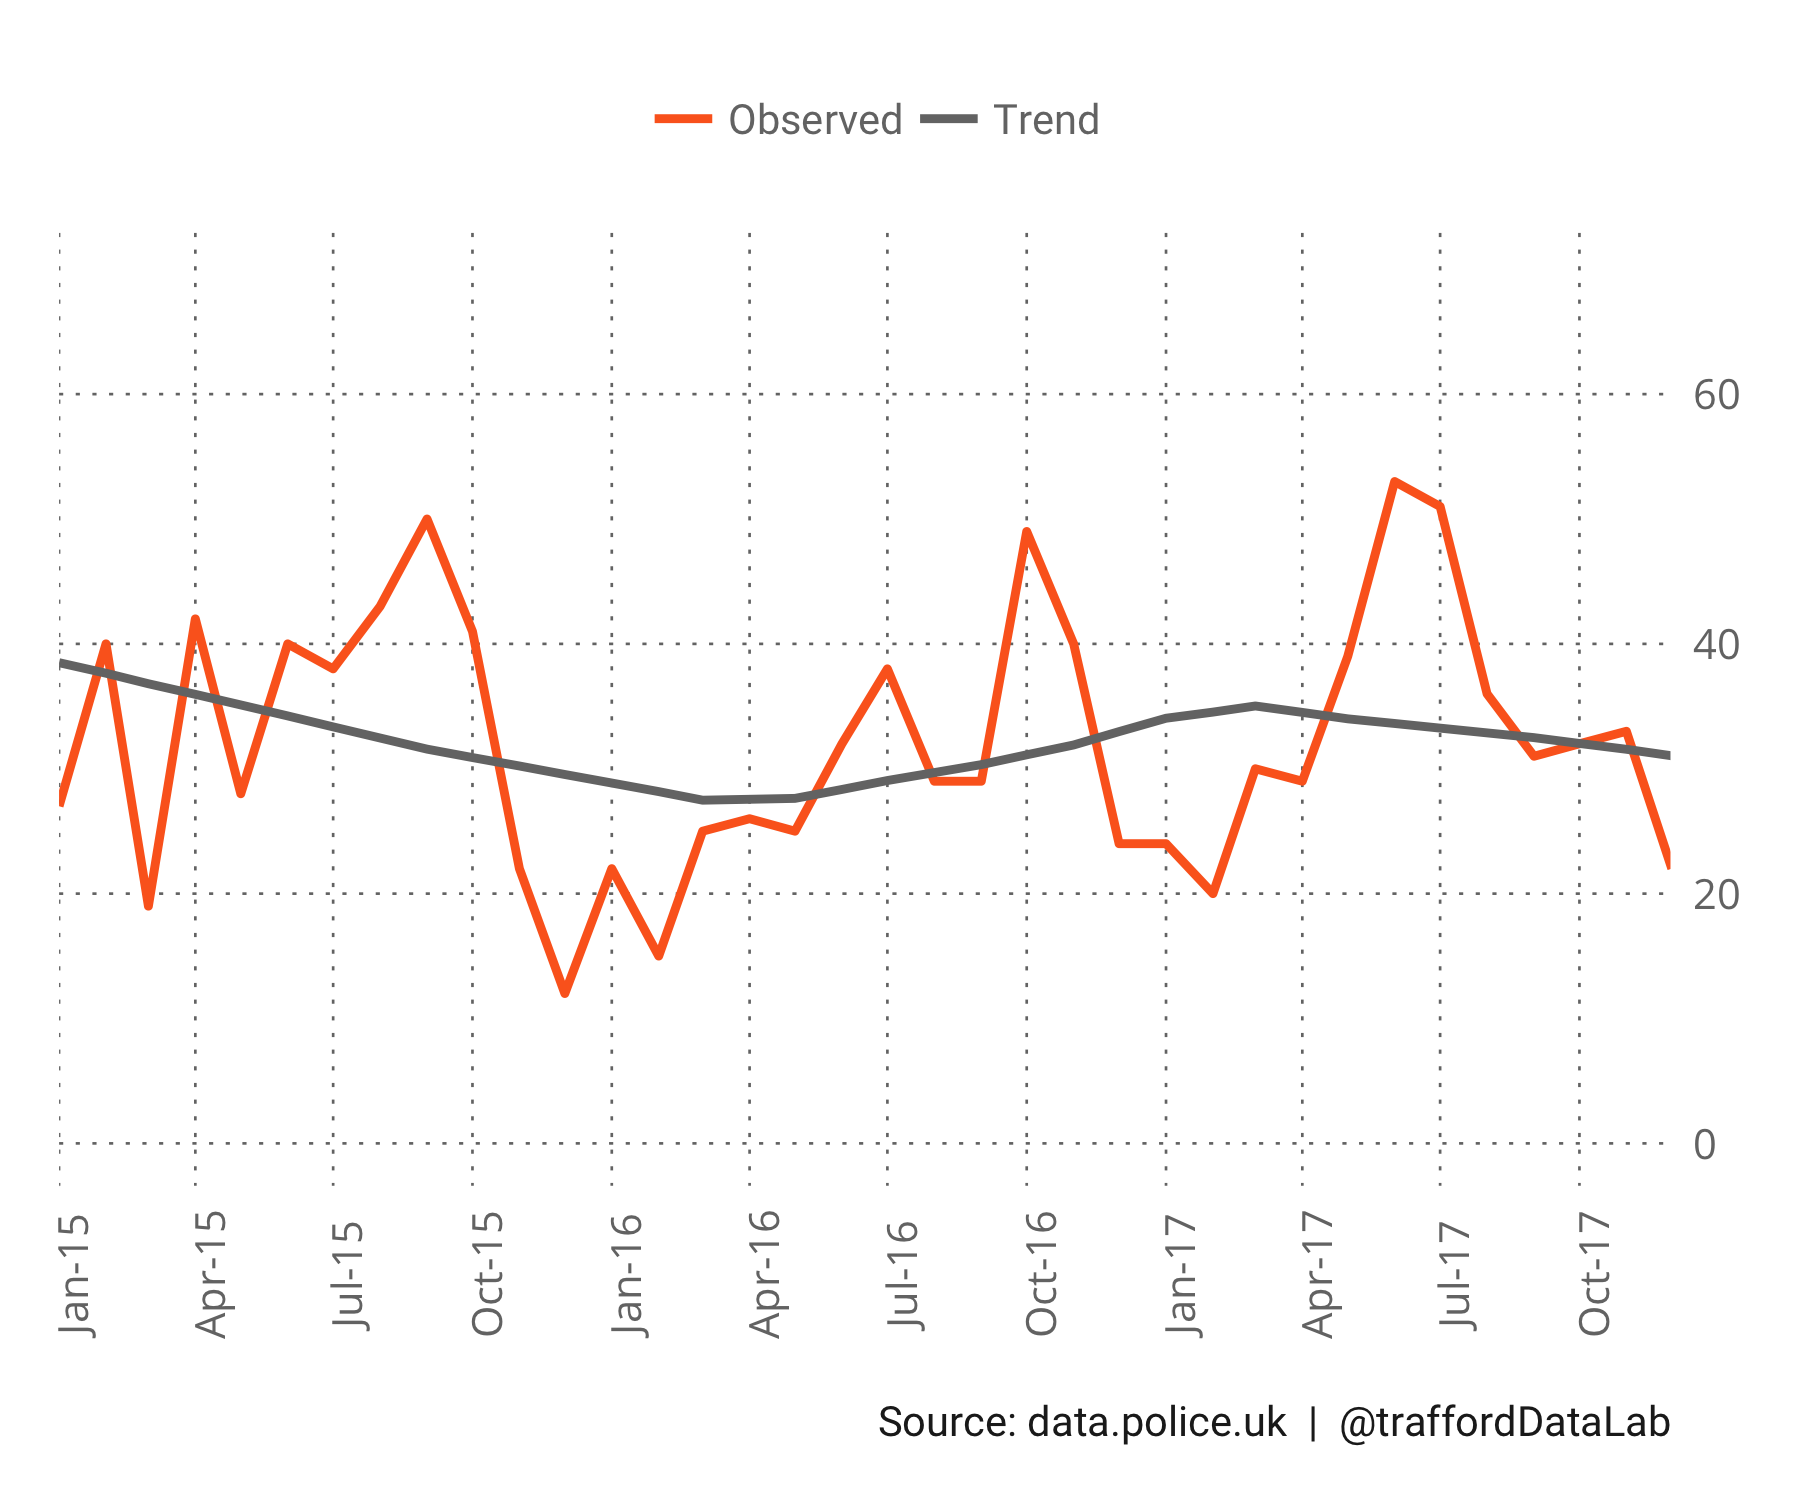 Observed Trend
60
40
20
0
Jan-15 Apr-15 Jul-15 Oct-15 Jan-16 Apr-16 Jul-16 Oct-16 Jan-17 Apr-17 Jul-17 Oct-17
Source: data.police.uk | @traffordDataLab